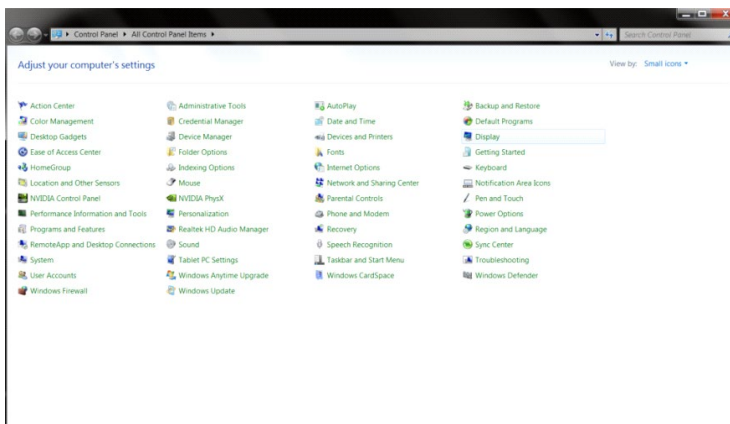 Control Panel ▸ All Control Panel Items ▸
Search Control Panel
Adjust your computer's settings
View by: Small icons
Action Center
Administrative Tools
AutoPlay
Backup and Restore
Color Management
Credential Manager
Date and Time
Default Programs
Desktop Gadgets
Device Manager
Devices and Printers
Display
Ease of Access Center
Folder Options
Fonts
Getting Started
HomeGroup
Indexing Options
Internet Options
Keyboard
Location and Other Sensors
Mouse
Network and Sharing Center
Notification Area Icons
NVIDIA Control Panel
NVIDIA PhysX
Parental Controls
Pen and Touch
Performance Information and Tools
Personalization
Phone and Modem
Power Options
Programs and Features
Realtek HD Audio Manager
Recovery
Region and Language
RemoteApp and Desktop Connections
Sound
Speech Recognition
Sync Center
System
Tablet PC Settings
Taskbar and Start Menu
Troubleshooting
User Accounts
Windows Anytime Upgrade
Windows CardSpace
Windows Defender
Windows Firewall
Windows Update